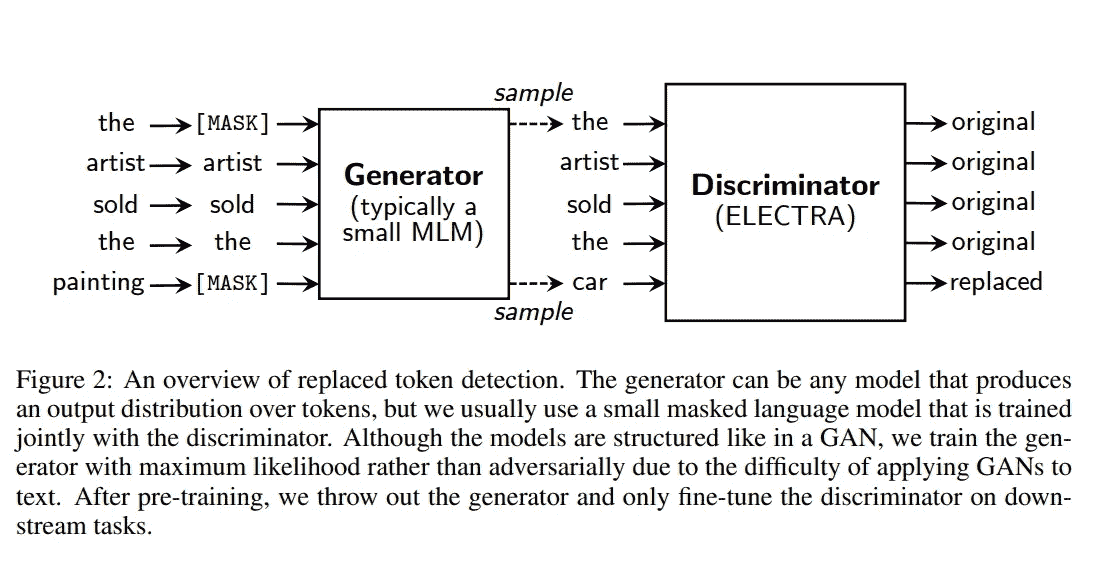 sample
the [MASK] the original
artist artist artist original
sold sold sold original
the the the original
painting [MASK] car replaced
sample
Generator
(typically a
small MLM)
Discriminator
(ELECTRA)
Figure 2: An overview of replaced token detection. The generator can be any model that produces
an output distribution over tokens, but we usually use a small masked language model that is trained
jointly with the discriminator. Although the models are structured like in a GAN, we train the gen-
erator with maximum likelihood rather than adversarially due to the difficulty of applying GANs to
text. After pre-training, we throw out the generator and only fine-tune the discriminator on down-
stream tasks.